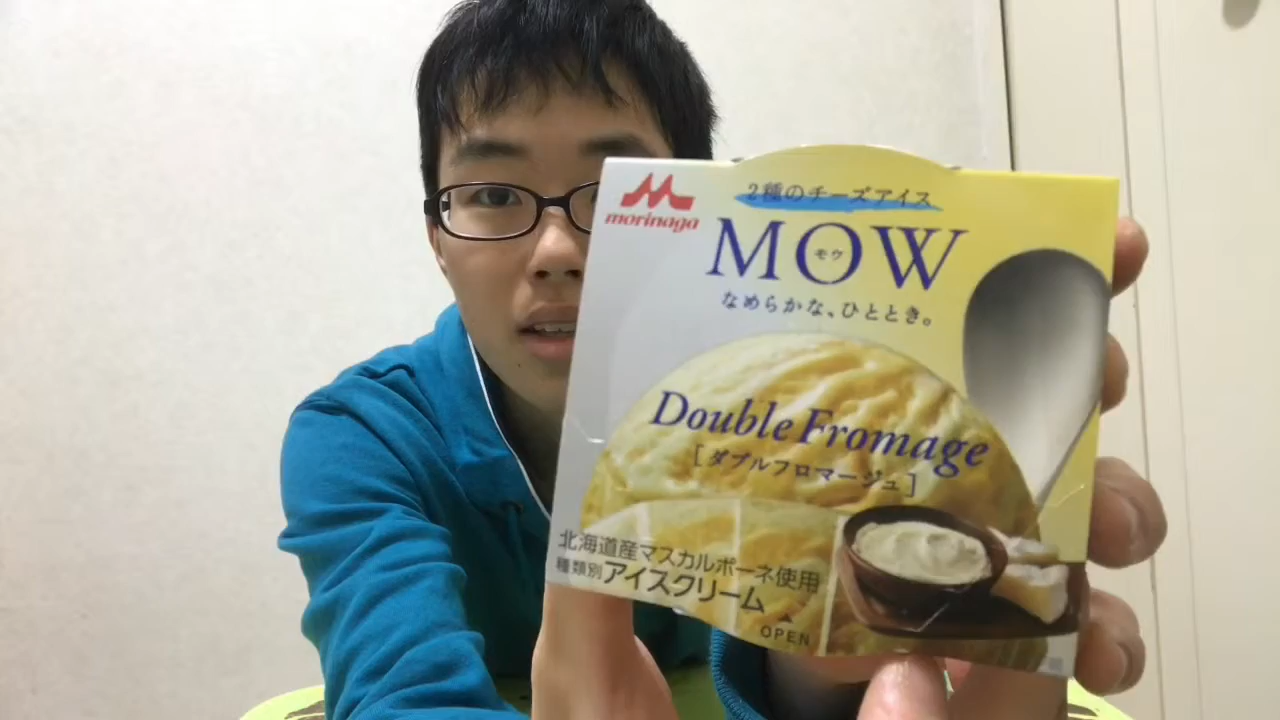 morinaga
2種のチーズアイス
MOW
モウ
なめらかな、ひととき。
Double Fromage
[ダブルフロマージュ]
北海道産マスカルポーネ使用
種類別アイスクリーム
OPEN